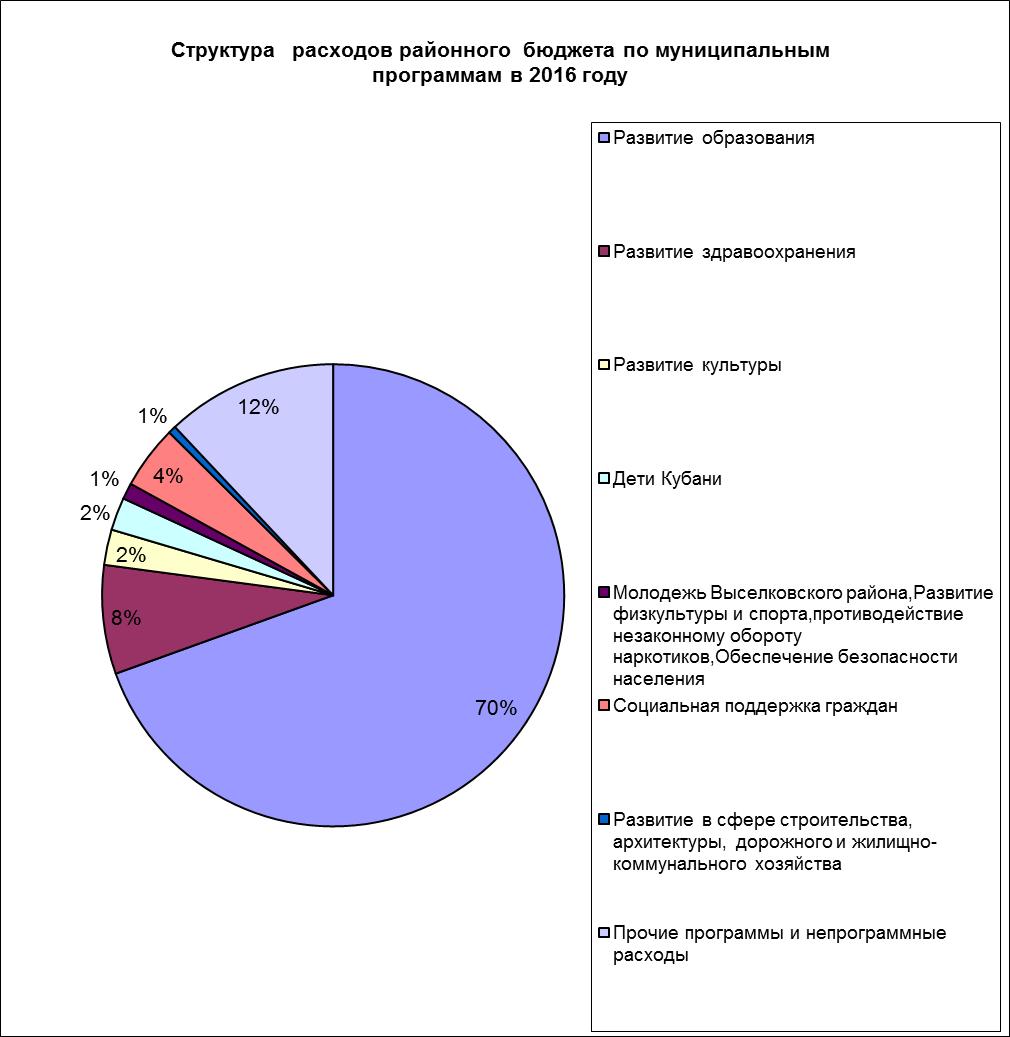 Структура расходов районного бюджета по муниципальным
программам в 2016 году
Развитие образования
Развитие здравоохранения
Развитие культуры
Дети Кубани
Молодежь Выселковского района,Развитие
физкультуры и спорта,противодействие
незаконному обороту
наркотиков,Обеспечение безопасности
населения
Социальная поддержка граждан
Развитие в сфере строительства,
архитектуры, дорожного и жилищно-
коммунального хозяйства
Прочие программы и непрограммные
расходы
12%
1%
4%
1%
2%
2%
8%
70%